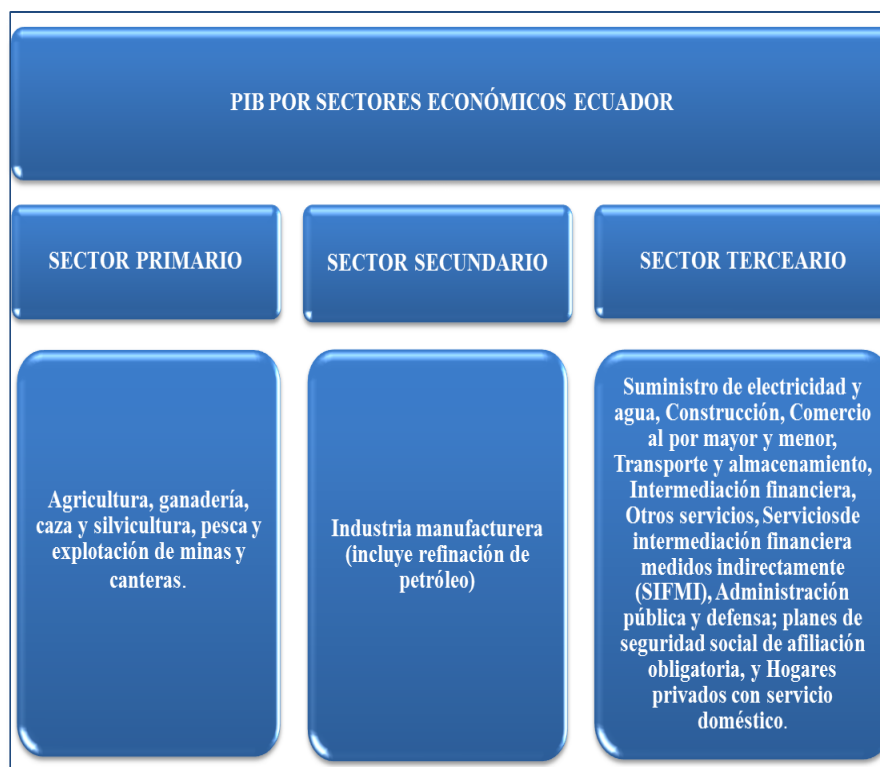 PIB POR SECTORES ECONÓMICOS ECUADOR
SECTOR PRIMARIO
SECTOR SECUNDARIO
SECTOR TERCEARIO
Agricultura, ganadería,
caza y silvicultura, pesca y
explotación de minas y
canteras.
Industria manufacturera
(incluye refinación de
petróleo)
Suministro de electricidad y
agua, Construcción, Comercio
al por mayor y menor,
Transporte y almacenamiento,
Intermediación financiera,
Otros servicios, Serviciosde
intermediación financiera
medidos indirectamente
(SIFMI), Administración
pública y defensa; planes de
seguridad social de afiliación
obligatoria, y Hogares
privados con servicio
doméstico.